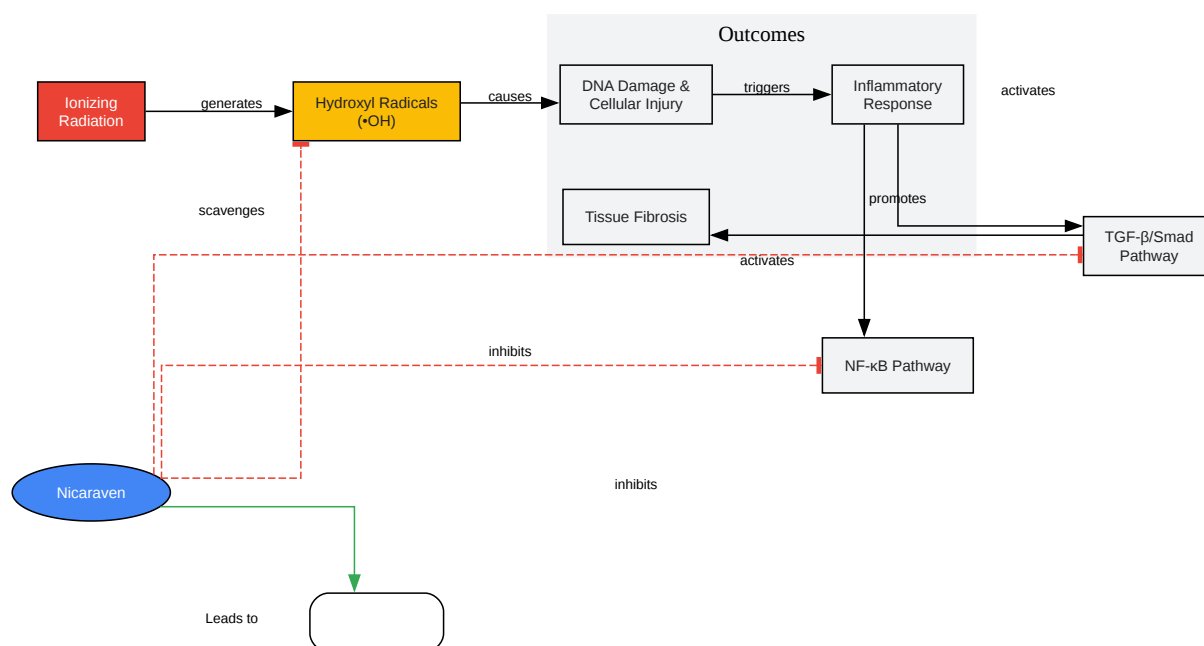 Outcomes
Ionizing
Radiation
generates
Hydroxyl Radicals
(•OH)
causes
DNA Damage &
Cellular Injury
triggers
Inflammatory
Response
activates
scavenges
Tissue Fibrosis
promotes
TGF-β/Smad
Pathway
activates
inhibits
NF-κB Pathway
Nicaraven
inhibits
Leads to